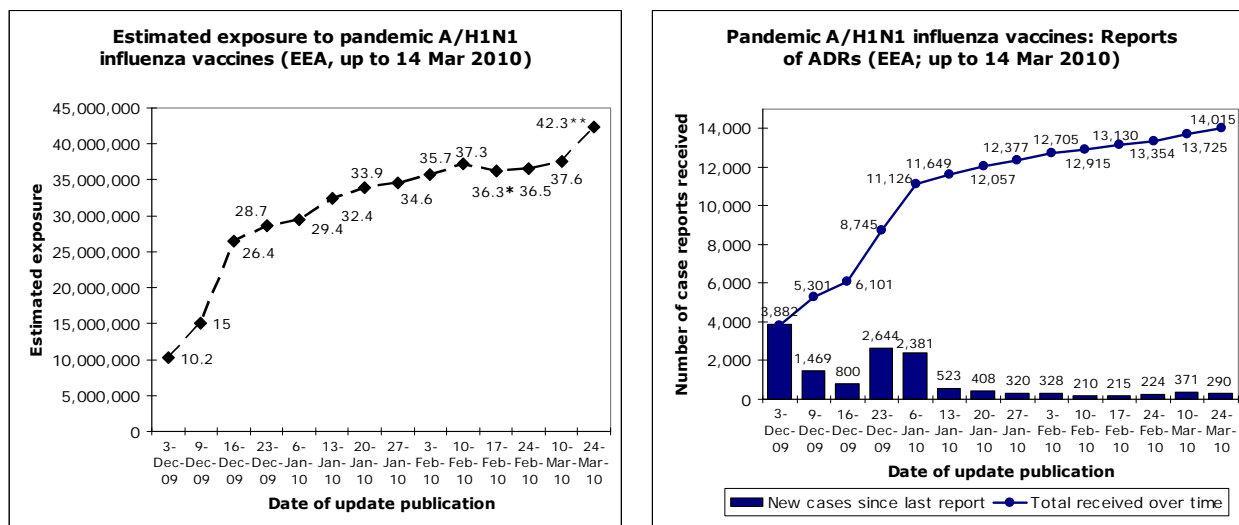 Estimated exposure to pandemic A/H1N1
influenza vaccines (EEA, up to 14 Mar 2010)
Estimated exposure
45,000,000
40,000,000
35,000,000
30,000,000
25,000,000
20,000,000
15,000,000
10,000,000
5,000,000
0
10.2
15
26.4
28.7
29.4
32.4
33.9
34.6
35.7
37.3
36.3*
36.5
37.6
42.3**
3-Dec-09
9-Dec-09
16-Dec-09
23-Dec-09
6-Jan-10
13-Jan-10
20-Jan-10
27-Jan-10
3-Feb-10
10-Feb-10
17-Feb-10
24-Feb-10
10-Mar-10
24-Mar-10
Date of update publication
Pandemic A/H1N1 influenza vaccines: Reports
of ADRs (EEA; up to 14 Mar 2010)
Number of case reports received
14,000
12,000
10,000
8,000
6,000
4,000
2,000
0
3,882
5,301
6,101
8,745
11,126
11,649
12,057
12,377
12,705
12,915
13,130
13,354
13,725
14,015
1,469
800
2,644
2,381
523
408
320
328
210
215
224
371
290
3-Dec-09
9-Dec-09
16-Dec-09
23-Dec-09
6-Jan-10
13-Jan-10
20-Jan-10
27-Jan-10
3-Feb-10
10-Feb-10
17-Feb-10
24-Feb-10
10-Mar-10
24-Mar-10
Date of update publication
New cases since last report
Total received over time